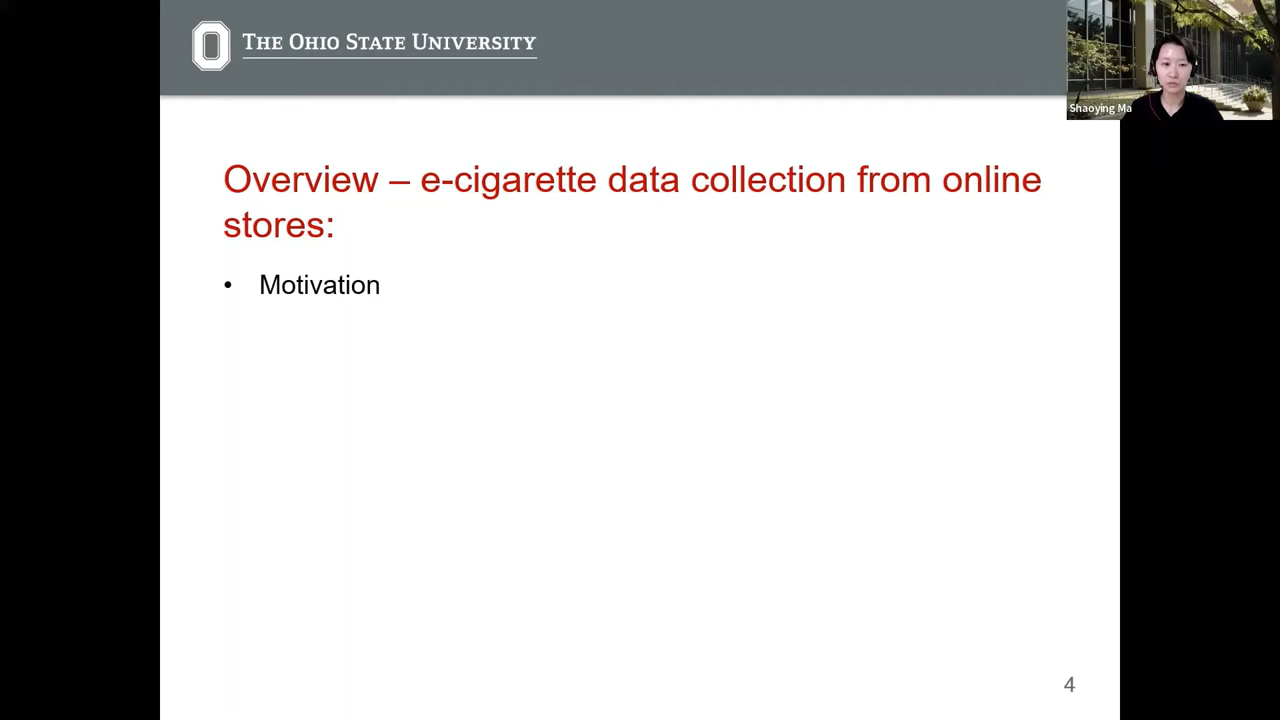 THE OHIO STATE UNIVERSITY
Shaoying Ma
Overview – e-cigarette data collection from online
stores:
• Motivation
4